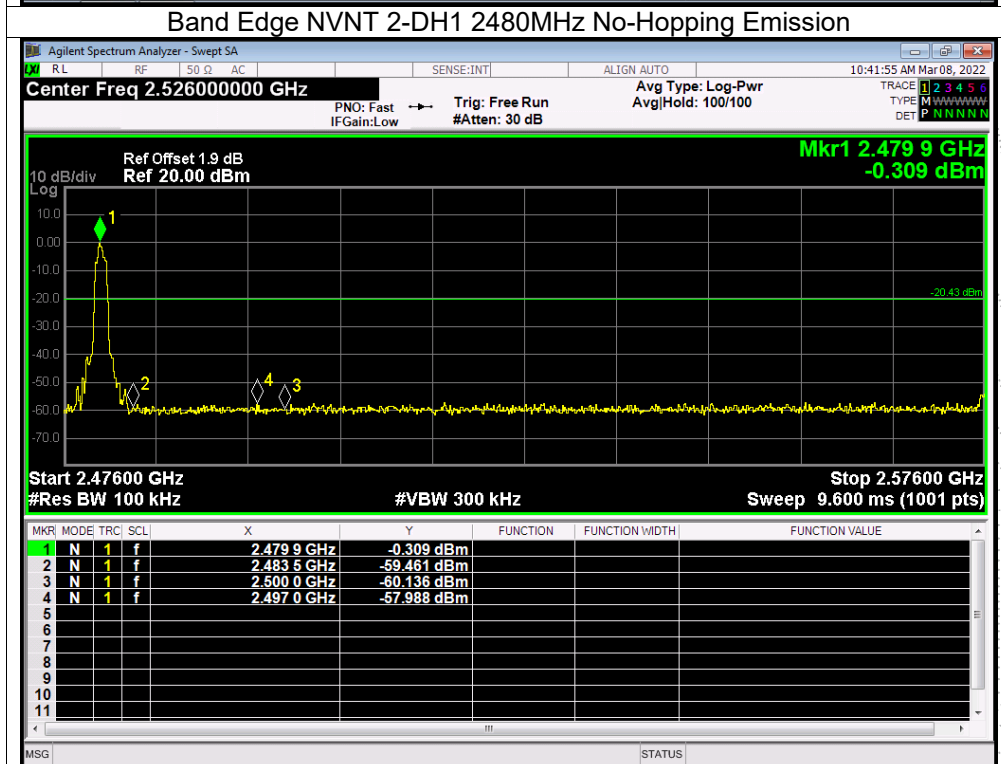 Band Edge NVNT 2-DH1 2480MHz No-Hopping Emission
Agilent Spectrum Analyzer - Swept SA
LXI RL RF 50 Ω AC SENSE:INT ALIGN AUTO 10:41:55 AM Mar 08, 2022
Center Freq 2.526000000 GHz
PNO: Fast
IFGain:Low
Trig: Free Run
#Atten: 30 dB
Avg Type: Log-Pwr
Avg|Hold: 100/100
TRACE 1 2 3 4 5 6
TYPE M W W W W W
DET P N N N N N
Mkr1 2.479 9 GHz
-0.309 dBm
Ref Offset 1.9 dB
10 dB/div Ref 20.00 dBm
Log
10.0
0.00
-10.0
-20.0
-30.0
-40.0
-50.0
-60.0
-70.0
1
-20.43 dBm
2
4
3
Start 2.47600 GHz Stop 2.57600 GHz
#Res BW 100 kHz #VBW 300 kHz Sweep 9.600 ms (1001 pts)
MKR MODE TRC SCL X Y FUNCTION FUNCTION WIDTH FUNCTION VALUE
1 N 1 f 2.479 9 GHz -0.309 dBm
2 N 1 f 2.483 5 GHz -59.461 dBm
3 N 1 f 2.500 0 GHz -60.136 dBm
4 N 1 f 2.497 0 GHz -57.988 dBm
5
6
7
8
9
10
11
MSG STATUS